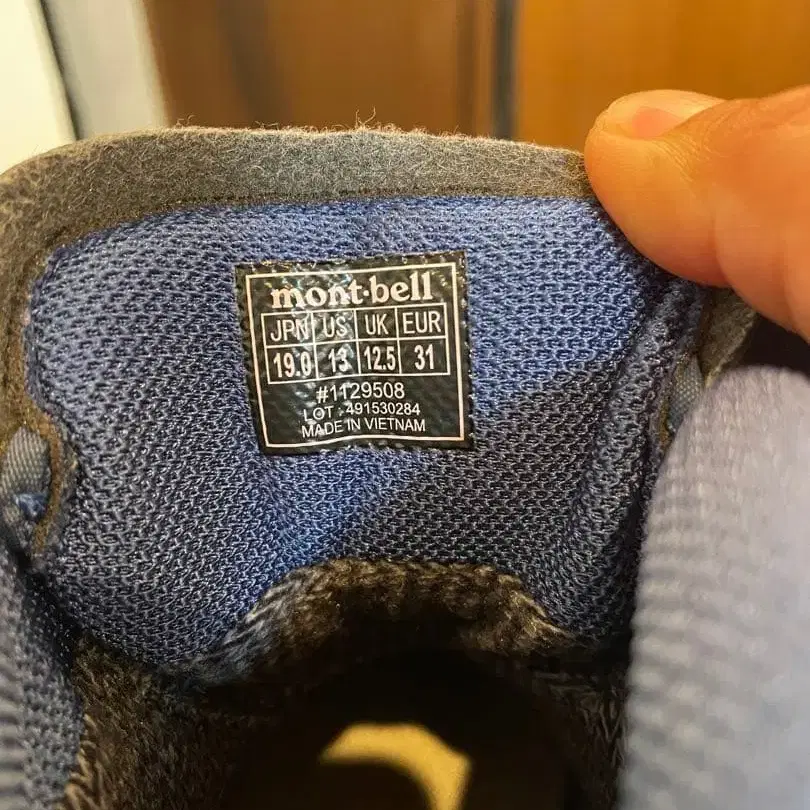 mont-bell
JPN US UK EUR
19.0 13 12.5 31
#1129508
LOT : 491530284
MADE IN VIETNAM